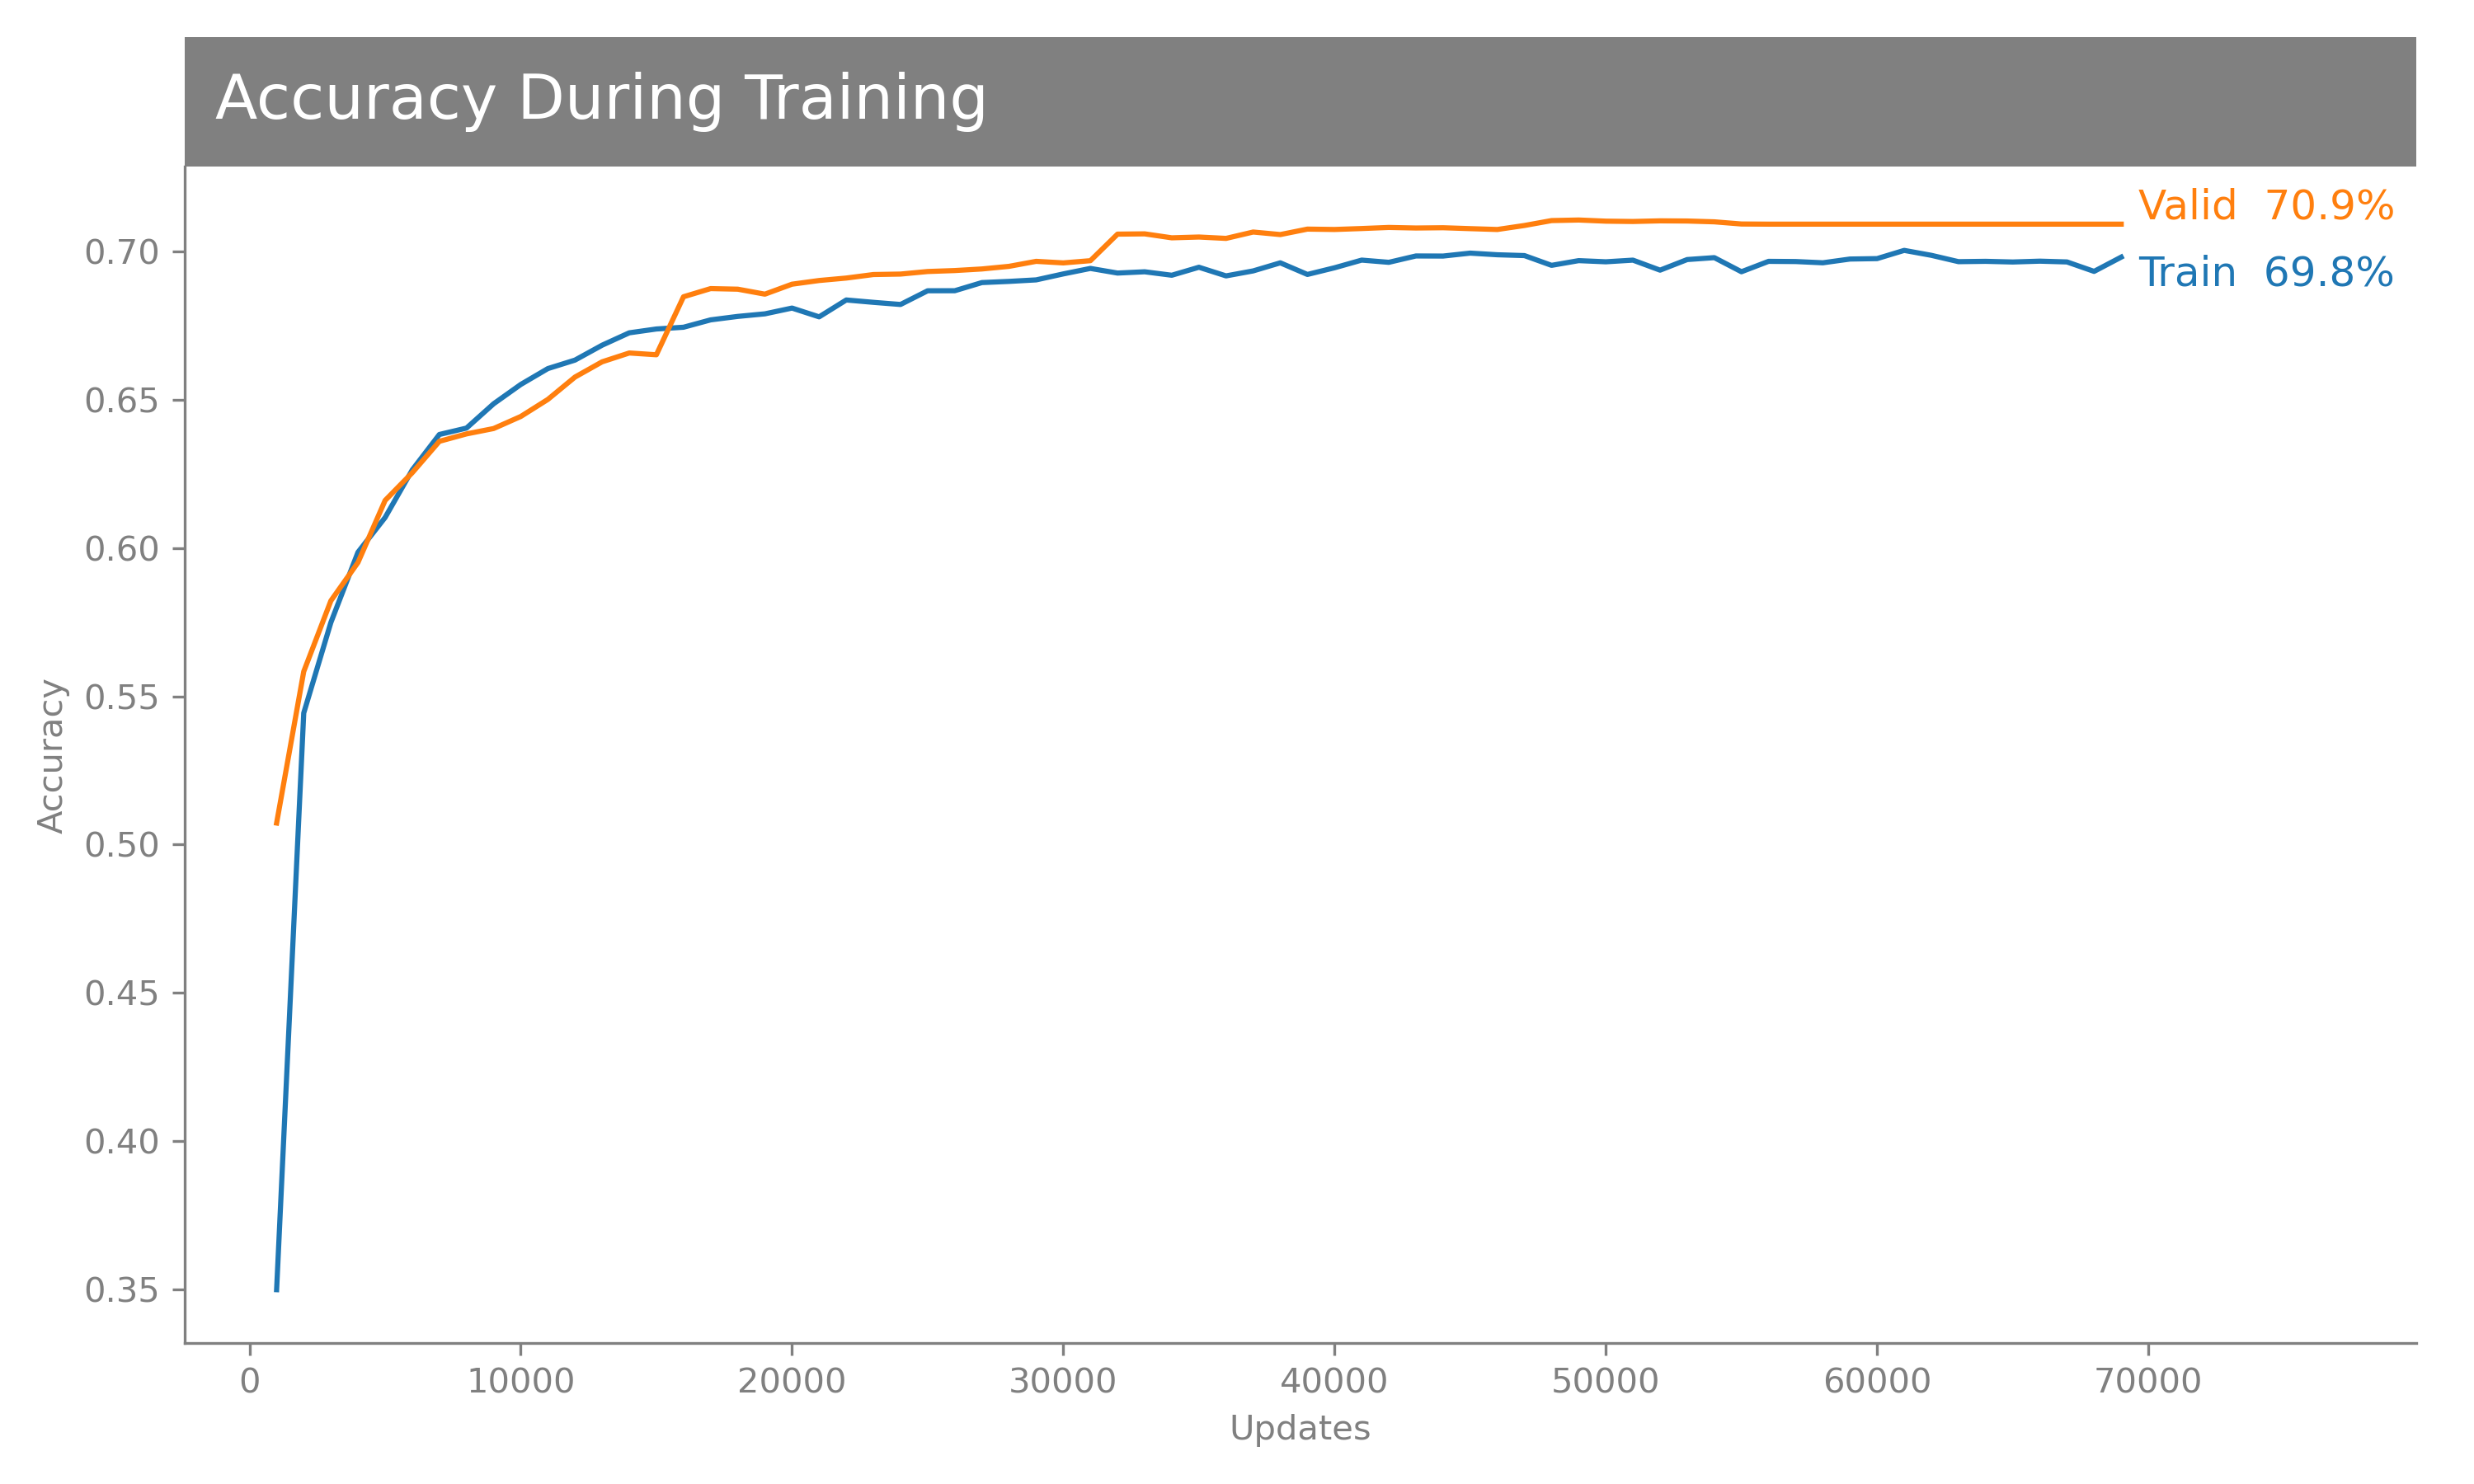 Accuracy During Training
Valid 70.9%
Train 69.8%
0.70
0.65
0.60
0.55
0.50
0.45
0.40
0.35
Accuracy
0 10000 20000 30000 40000 50000 60000 70000
Updates